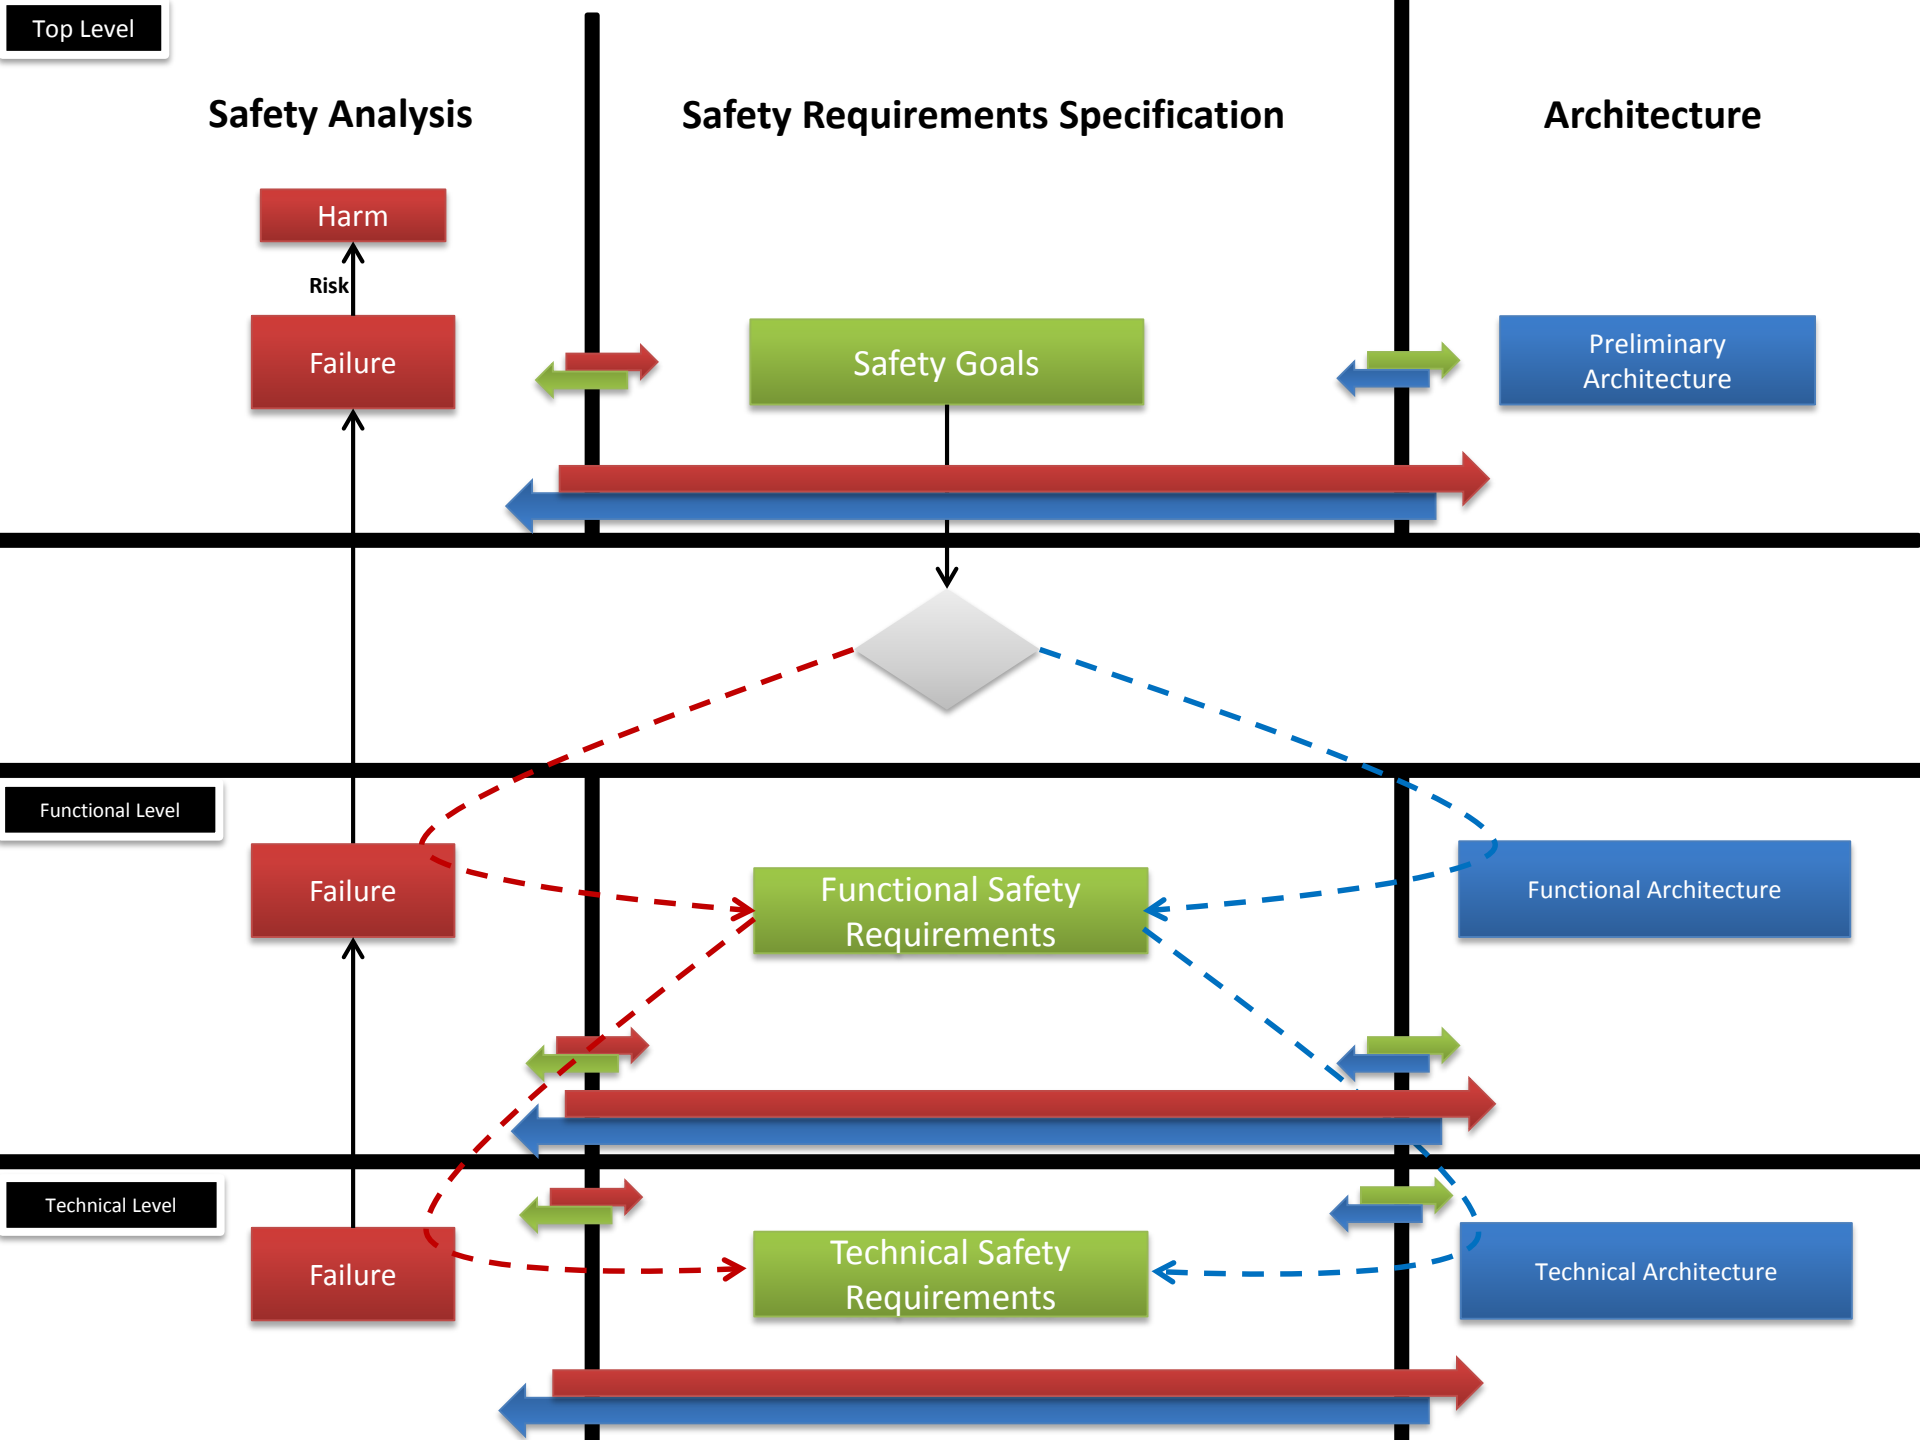 Top Level
Safety Analysis
Safety Requirements Specification
Architecture
Harm
Risk
Failure
Safety Goals
Preliminary
Architecture
Functional Level
Failure
Functional Safety
Requirements
Functional Architecture
Technical Level
Failure
Technical Safety
Requirements
Technical Architecture